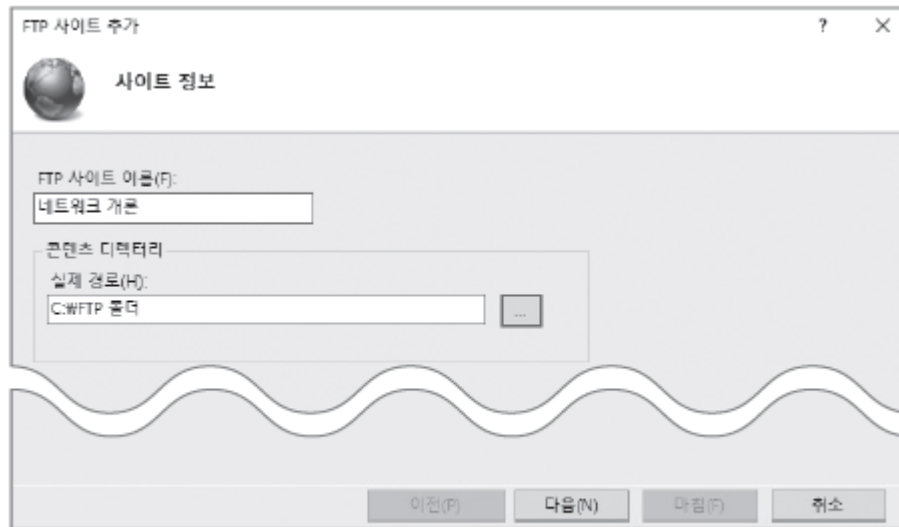 FTP 사이트 추가 ? ×
사이트 정보
FTP 사이트 이름(F):
네트워크 개론
콘텐츠 디렉터리
실제 경로(H):
C:₩FTP 폴더
...
이전(P) 다음(N) 마침(F) 취소